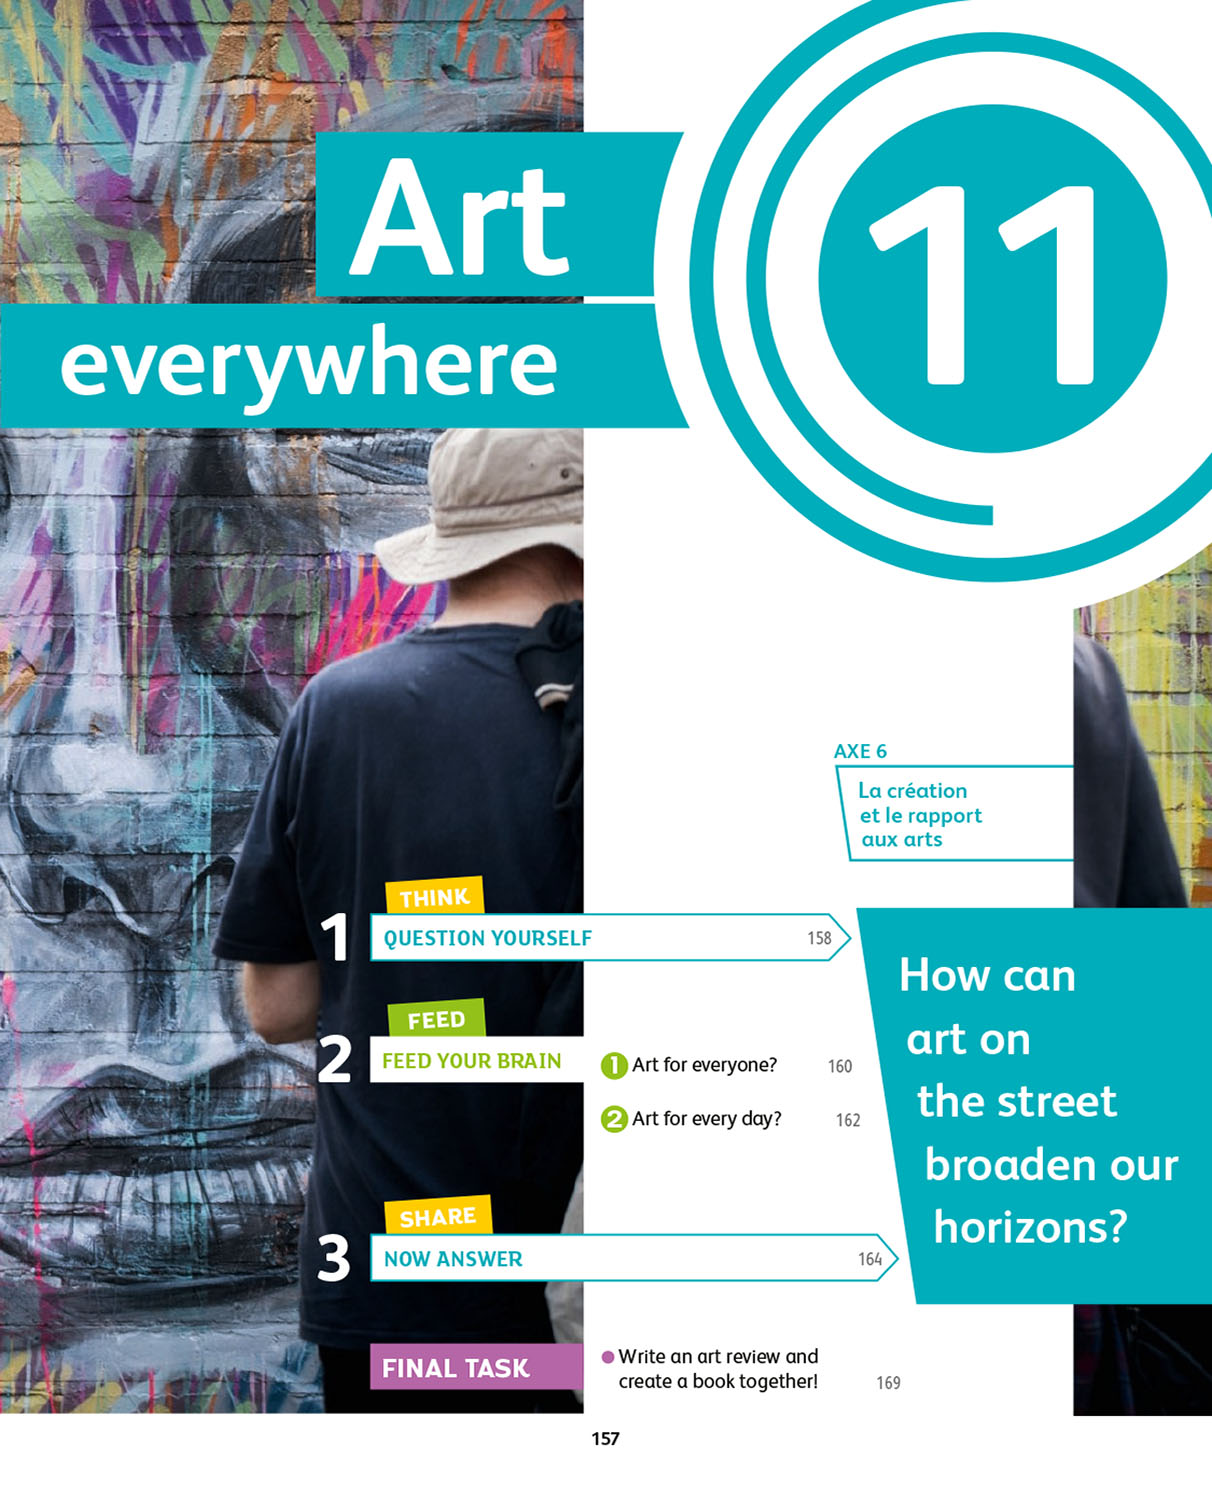 Art
everywhere
11
AXE 6
La création
et le rapport
aux arts
How can
art on
the street
broaden our
horizons?
THINK
1 QUESTION YOURSELF 158
FEED
2 FEED YOUR BRAIN
1 Art for everyone? 160
2 Art for every day? 162
SHARE
3 NOW ANSWER 164
FINAL TASK
Write an art review and
create a book together! 169
157